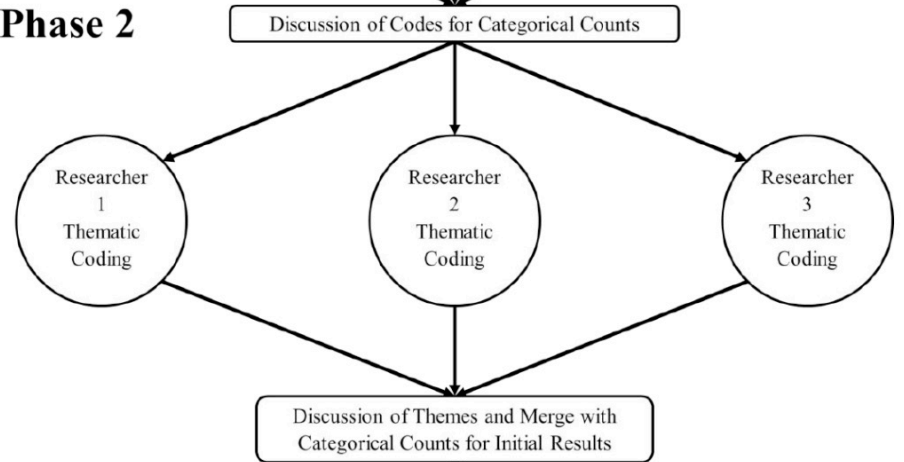 Phase 2
Discussion of Codes for Categorical Counts
Researcher
1
Thematic
Coding
Researcher
2
Thematic
Coding
Researcher
3
Thematic
Coding
Discussion of Themes and Merge with
Categorical Counts for Initial Results